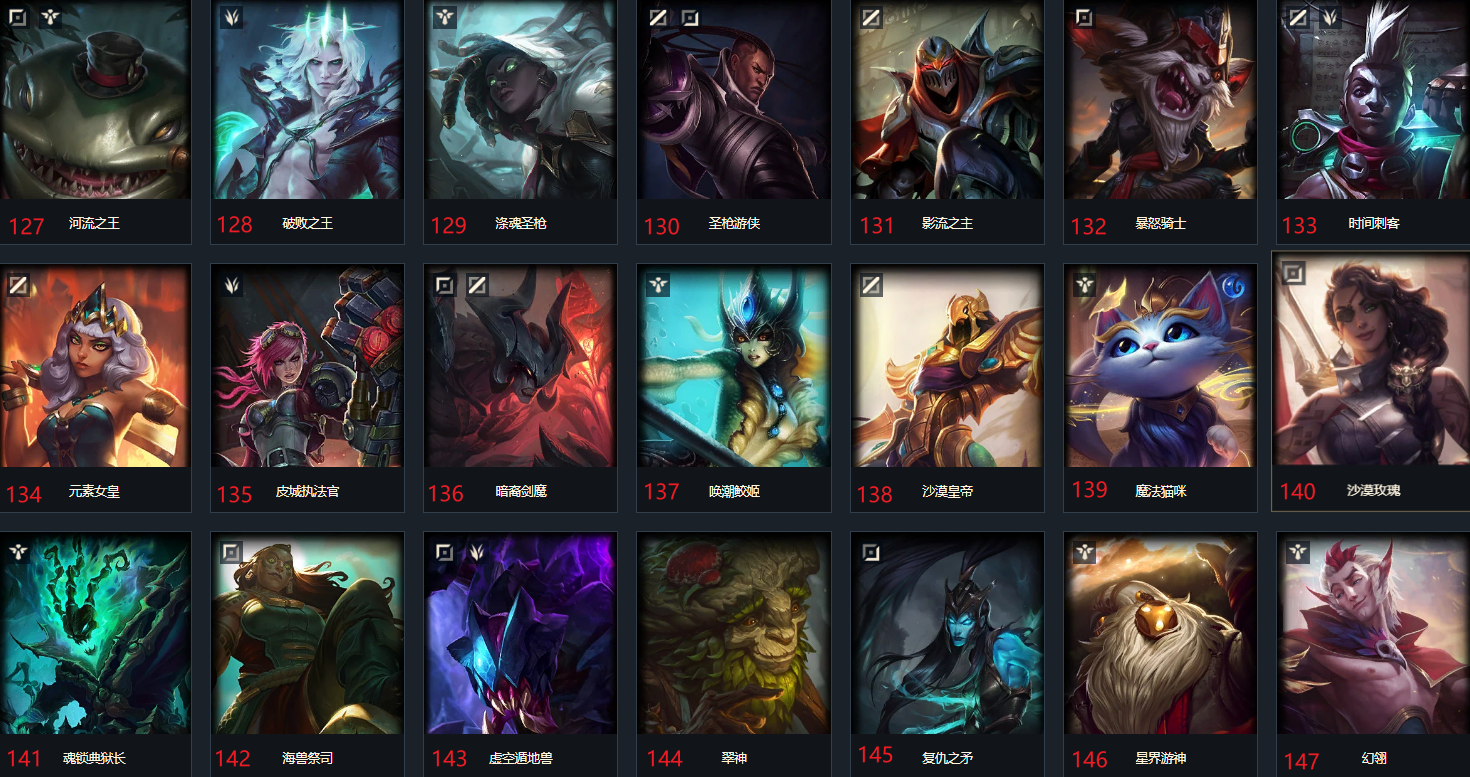 127 河流之王
128 破败之王
129 涤魂圣枪
130 圣枪游侠
131 影流之主
132 暴怒骑士
133 时间刺客
134 元素女皇
135 皮城执法官
136 暗裔剑魔
137 唤潮鲛姬
138 沙漠皇帝
139 魔法猫咪
140 沙漠玫瑰
141 魂锁典狱长
142 海兽祭司
143 虚空遁地兽
144 翠神
145 复仇之矛
146 星界游神
147 幻翎